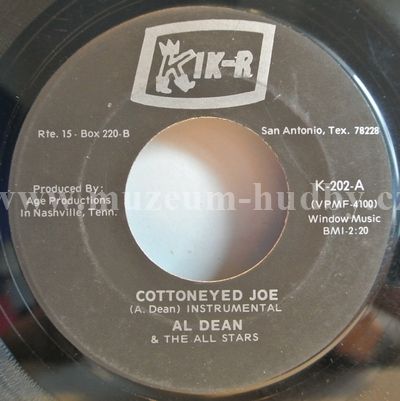 KIK-R
Rte. 15 - Box 220-B
San Antonio, Tex. 78228
www.muzeum-hudby.cz
Produced By:
Age Productions
In Nashville, Tenn.
K-202-A
(VPMF-4100)
Window Music
BMI-2:20
COTTONEYED JOE
(A. Dean) INSTRUMENTAL
AL DEAN
& THE ALL STARS